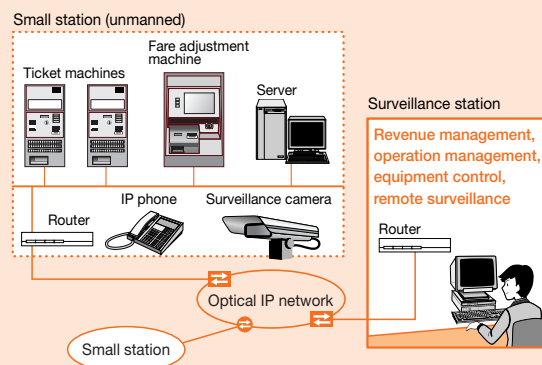 Small station (unmanned)
Fare adjustment
machine
Ticket machines
Server
Router
IP phone
Surveillance camera
Surveillance station
Revenue management,
operation management,
equipment control,
remote surveillance
Router
Optical IP network
Small station